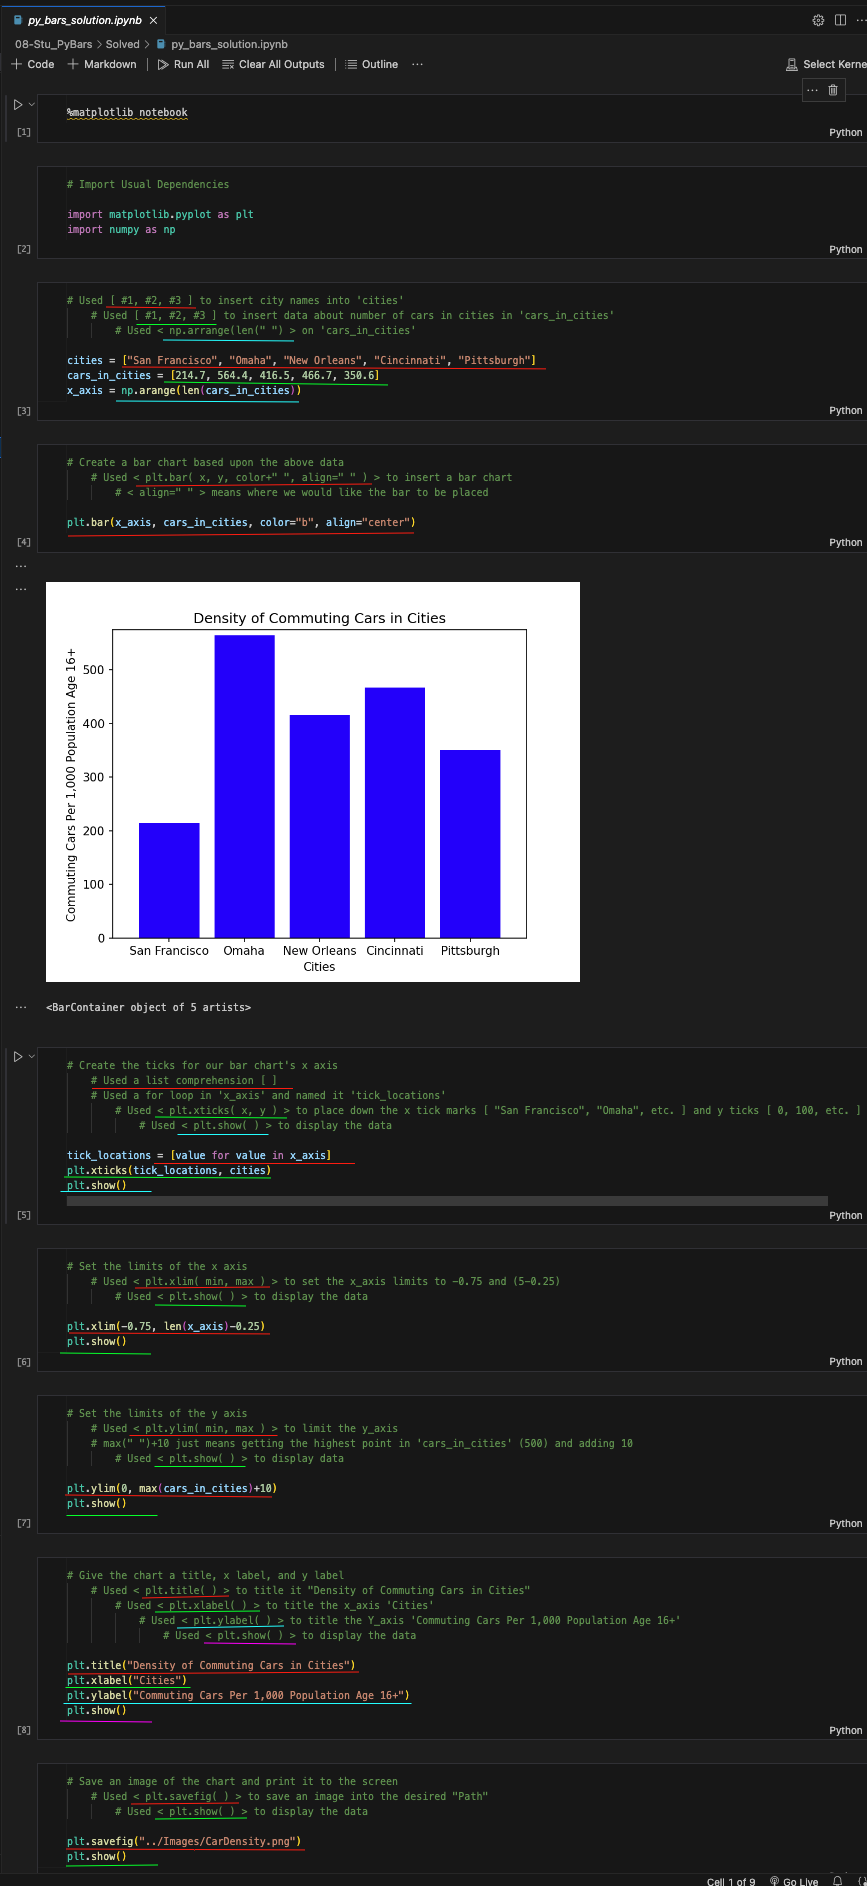 py_bars_solution.ipynb
08-Stu_PyBars > Solved > py_bars_solution.ipynb
+ Code + Markdown | Run All Clear All Outputs | Outline ...
Select Kerne
%matplotlib notebook
[1]
Python
# Import Usual Dependencies
import matplotlib.pyplot as plt
import numpy as np
[2]
Python
# Used [ #1, #2, #3 ] to insert city names into 'cities'
# Used [ #1, #2, #3 ] to insert data about number of cars in cities in 'cars_in_cities'
# Used < np.arrange(len(" ") > on 'cars_in_cities'
cities = ["San Francisco", "Omaha", "New Orleans", "Cincinnati", "Pittsburgh"]
cars_in_cities = [214.7, 564.4, 416.5, 466.7, 350.6]
x_axis = np.arange(len(cars_in_cities))
[3]
Python
# Create a bar chart based upon the above data
# Used < plt.bar( x, y, color+" ", align=" " ) > to insert a bar chart
# < align=" " > means where we would like the bar to be placed
plt.bar(x_axis, cars_in_cities, color="b", align="center")
[4]
Python
...
...
Density of Commuting Cars in Cities
Commuting Cars Per 1,000 Population Age 16+
500
400
300
200
100
0
San Francisco Omaha New Orleans Cincinnati Pittsburgh
Cities
... <BarContainer object of 5 artists>
# Create the ticks for our bar chart's x axis
# Used a list comprehension [ ]
# Used a for loop in 'x_axis' and named it 'tick_locations'
# Used < plt.xticks( x, y ) > to place down the x tick marks [ "San Francisco", "Omaha", etc. ] and y ticks [ 0, 100, etc. ]
# Used < plt.show( ) > to display the data
tick_locations = [value for value in x_axis]
plt.xticks(tick_locations, cities)
plt.show()
[5]
Python
# Set the limits of the x axis
# Used < plt.xlim( min, max ) > to set the x_axis limits to -0.75 and (5-0.25)
# Used < plt.show( ) > to display the data
plt.xlim(-0.75, len(x_axis)-0.25)
plt.show()
[6]
Python
# Set the limits of the y axis
# Used < plt.ylim( min, max ) > to limit the y_axis
# max(" ")+10 just means getting the highest point in 'cars_in_cities' (500) and adding 10
# Used < plt.show( ) > to display data
plt.ylim(0, max(cars_in_cities)+10)
plt.show()
[7]
Python
# Give the chart a title, x label, and y label
# Used < plt.title( ) > to title it "Density of Commuting Cars in Cities"
# Used < plt.xlabel( ) > to title the x_axis 'Cities'
# Used < plt.ylabel( ) > to title the Y_axis 'Commuting Cars Per 1,000 Population Age 16+'
# Used < plt.show( ) > to display the data
plt.title("Density of Commuting Cars in Cities")
plt.xlabel("Cities")
plt.ylabel("Commuting Cars Per 1,000 Population Age 16+")
plt.show()
[8]
Python
# Save an image of the chart and print it to the screen
# Used < plt.savefig( ) > to save an image into the desired "Path"
# Used < plt.show( ) > to display the data
plt.savefig("../Images/CarDensity.png")
plt.show()
Cell 1 of 9 Go Live